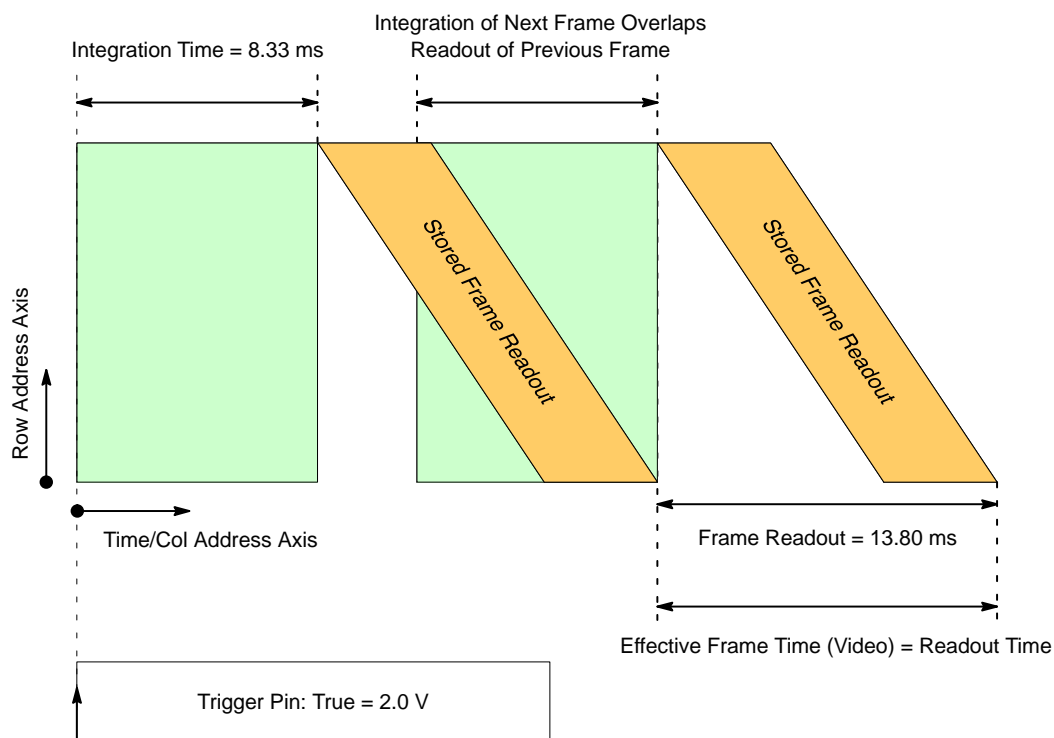 Integration of Next Frame Overlaps
Readout of Previous Frame
Integration Time = 8.33 ms
Stored Frame Readout
Stored Frame Readout
Row Address Axis
Time/Col Address Axis
Frame Readout = 13.80 ms
Effective Frame Time (Video) = Readout Time
Trigger Pin: True = 2.0 V